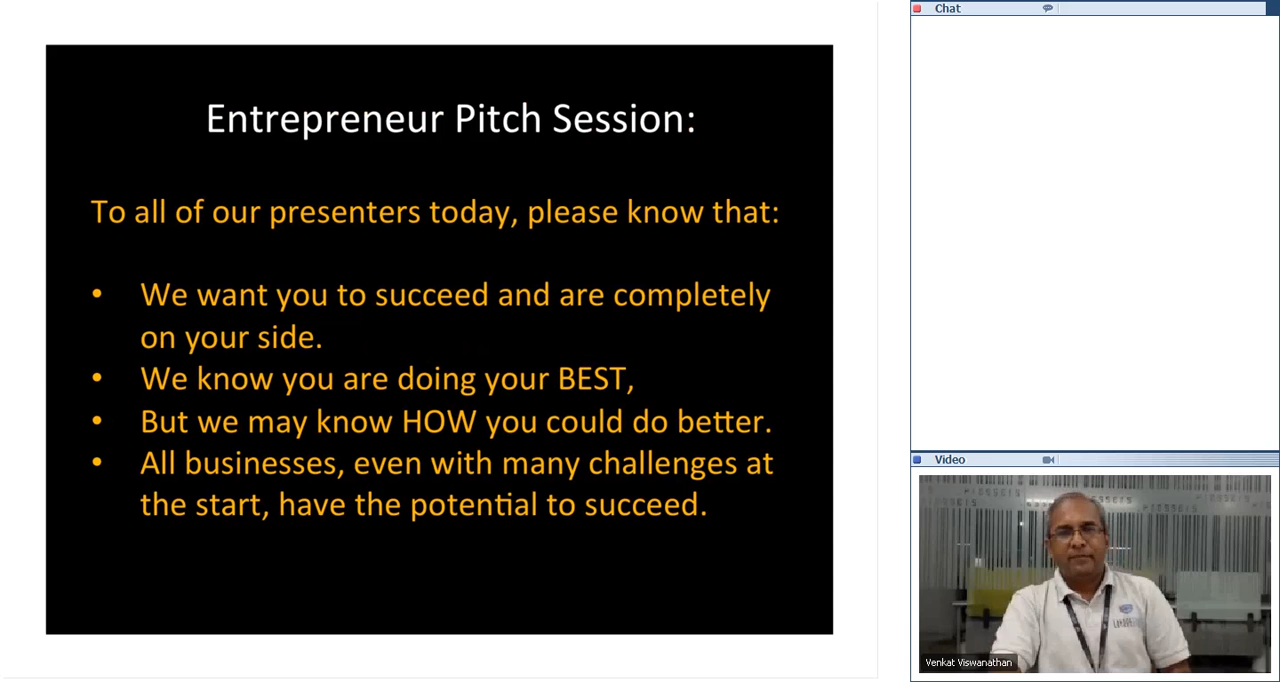 Entrepreneur Pitch Session:
To all of our presenters today, please know that:
• We want you to succeed and are completely
on your side.
• We know you are doing your BEST,
• But we may know HOW you could do better.
• All businesses, even with many challenges at
the start, have the potential to succeed.
Chat
Video
Venkat Viswanathan